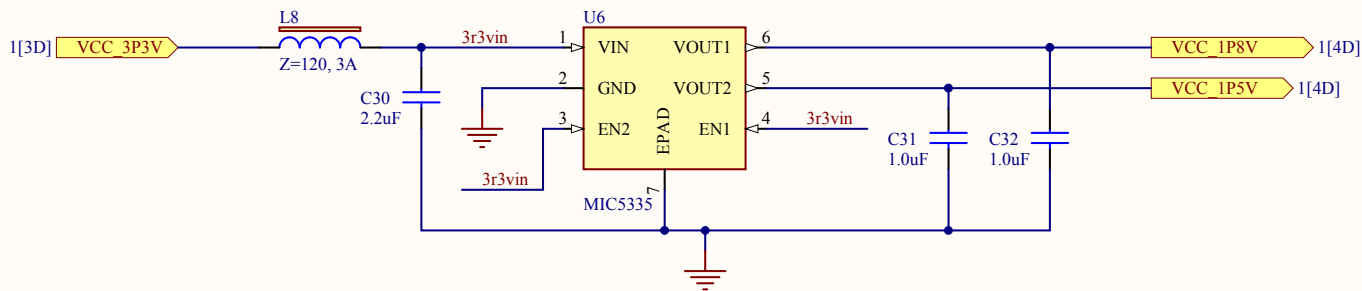 L8
U6
1[3D]
VCC_3P3V
3r3vin
1
VIN
VOUT1
6
VCC_1P8V
1[4D]
Z=120, 3A
2
GND
VOUT2
5
VCC_1P5V
1[4D]
C30
2.2uF
3
EN2
EPAD
EN1
4
3r3vin
C31
1.0uF
C32
1.0uF
3r3vin
7
MIC5335